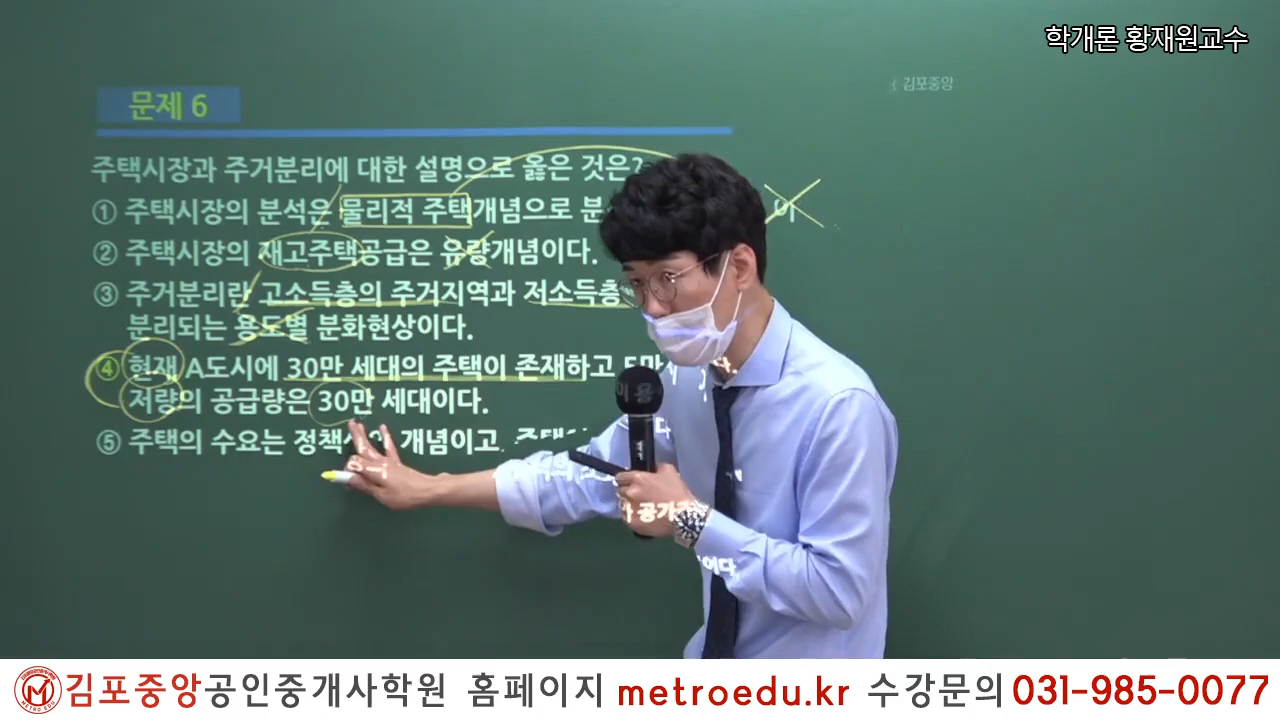 학개론 황재원교수
김포중앙
문제 6
주택시장과 주거분리에 대한 설명으로 옳은 것은?
① 주택시장의 분석은 물리적 주택개념으로 분
② 주택시장의 재고주택공급은 유량개념이다.
③ 주거분리란 고소득층의 주거지역과 저소득층
분리되는 용도별 분화현상이다.
④ 현재 A도시에 30만 세대의 주택이 존재하고 5만
저량의 공급량은 30만 세대이다.
⑤ 주택의 수요는 정책 개념이고,
김포중앙공인중개사학원 홈페이지 metroedu.kr 수강문의 031-985-0077